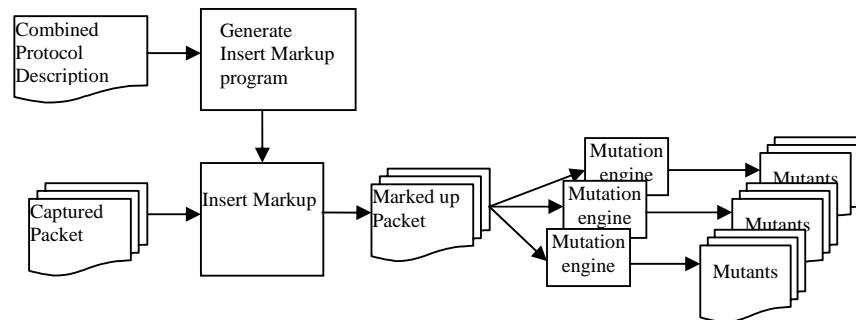 Combined
Protocol
Description
Generate
Insert Markup
program
Captured
Packet
Insert Markup
Marked up
Packet
Mutation
engine
Mutation
engine
Mutation
engine
Mutants
Mutants
Mutants